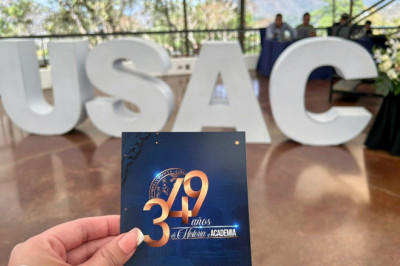 USAC
349
años
de Historia y ACADEMIA